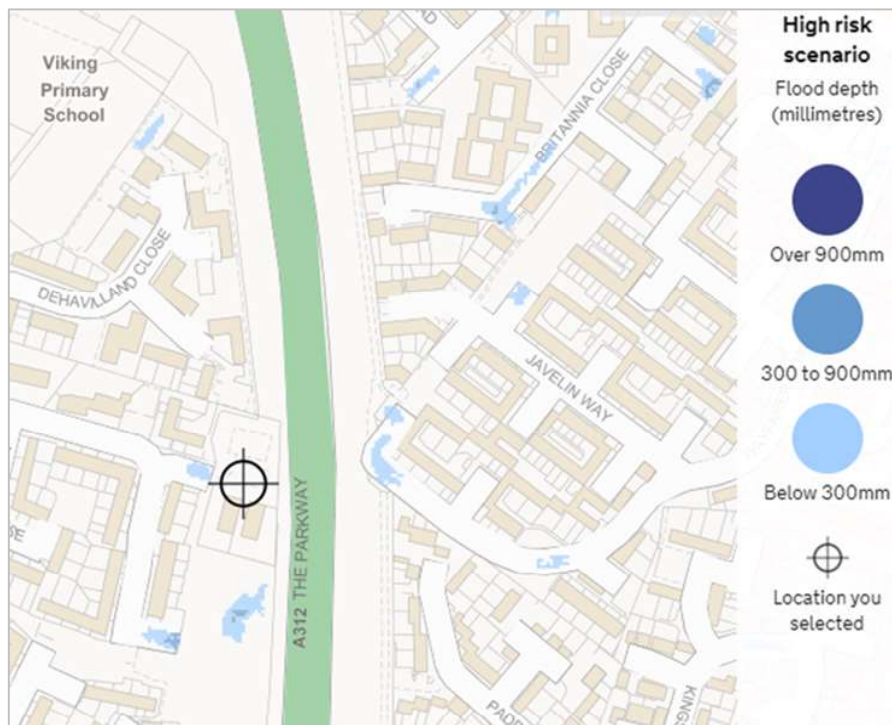 Viking
Primary
School
DEHAVILLAND CLOSE
BRITANNIA CLOSE
JAVELIN WAY
A312 THE PARKWAY
High risk
scenario
Flood depth
(millimetres)
Over 900mm
300 to 900mm
Below 300mm
Location you
selected